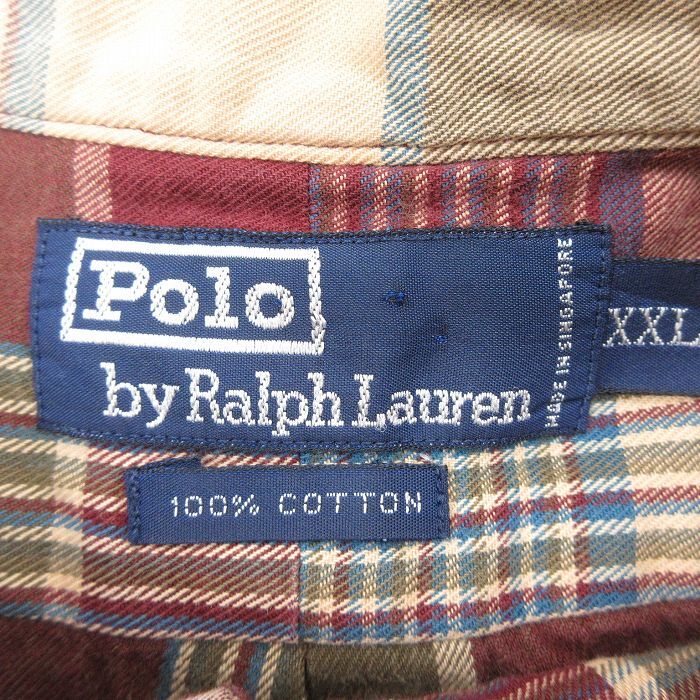 Polo
by Ralph Lauren
MADE IN SINGAPORE
XXL
100% COTTON